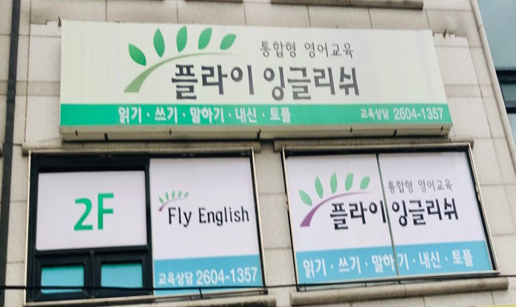 통합형 영어교육
플라이 잉글리쉬
읽기 · 쓰기 · 말하기 · 내신 · 토플 교육상담 2604-1357
2F
Fly English
교육상담 2604-1357
통합형 영어교육
플라이 잉글리쉬
읽기 · 쓰기 · 말하기 · 내신 · 토플